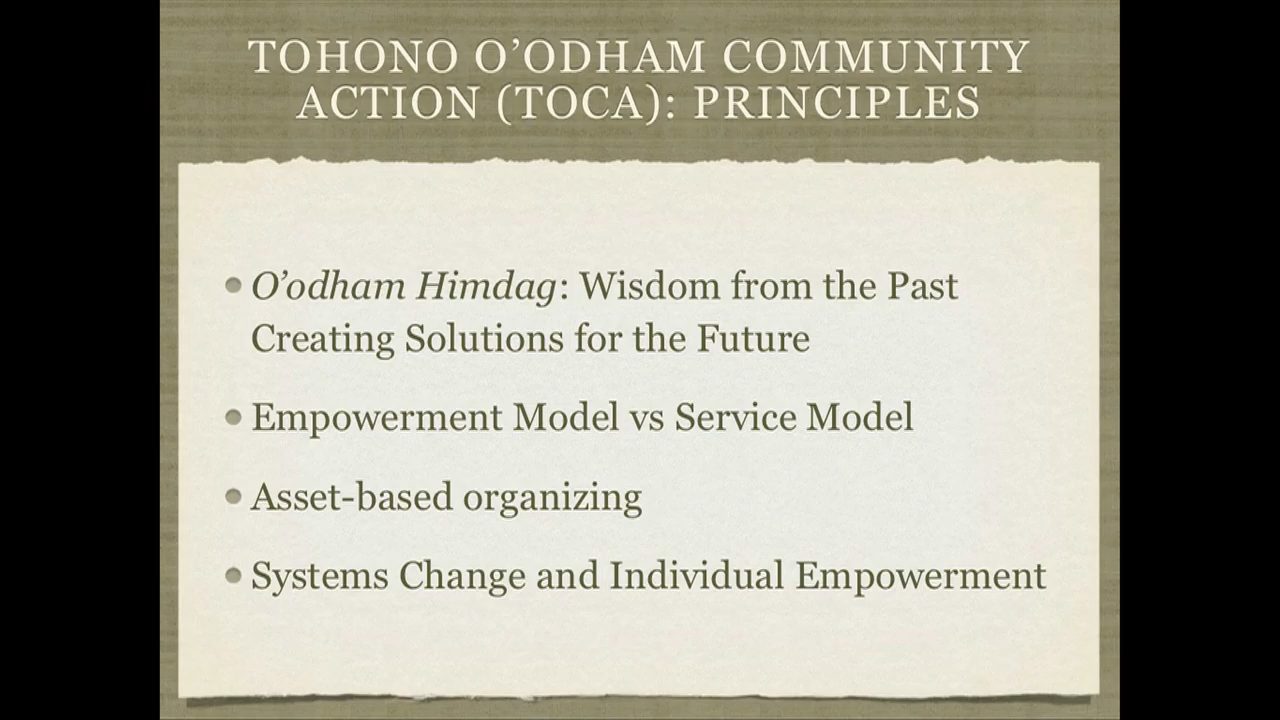 TOHONO O’ODHAM COMMUNITY
ACTION (TOCA): PRINCIPLES
• O’odham Himdag: Wisdom from the Past
Creating Solutions for the Future
• Empowerment Model vs Service Model
• Asset-based organizing
• Systems Change and Individual Empowerment